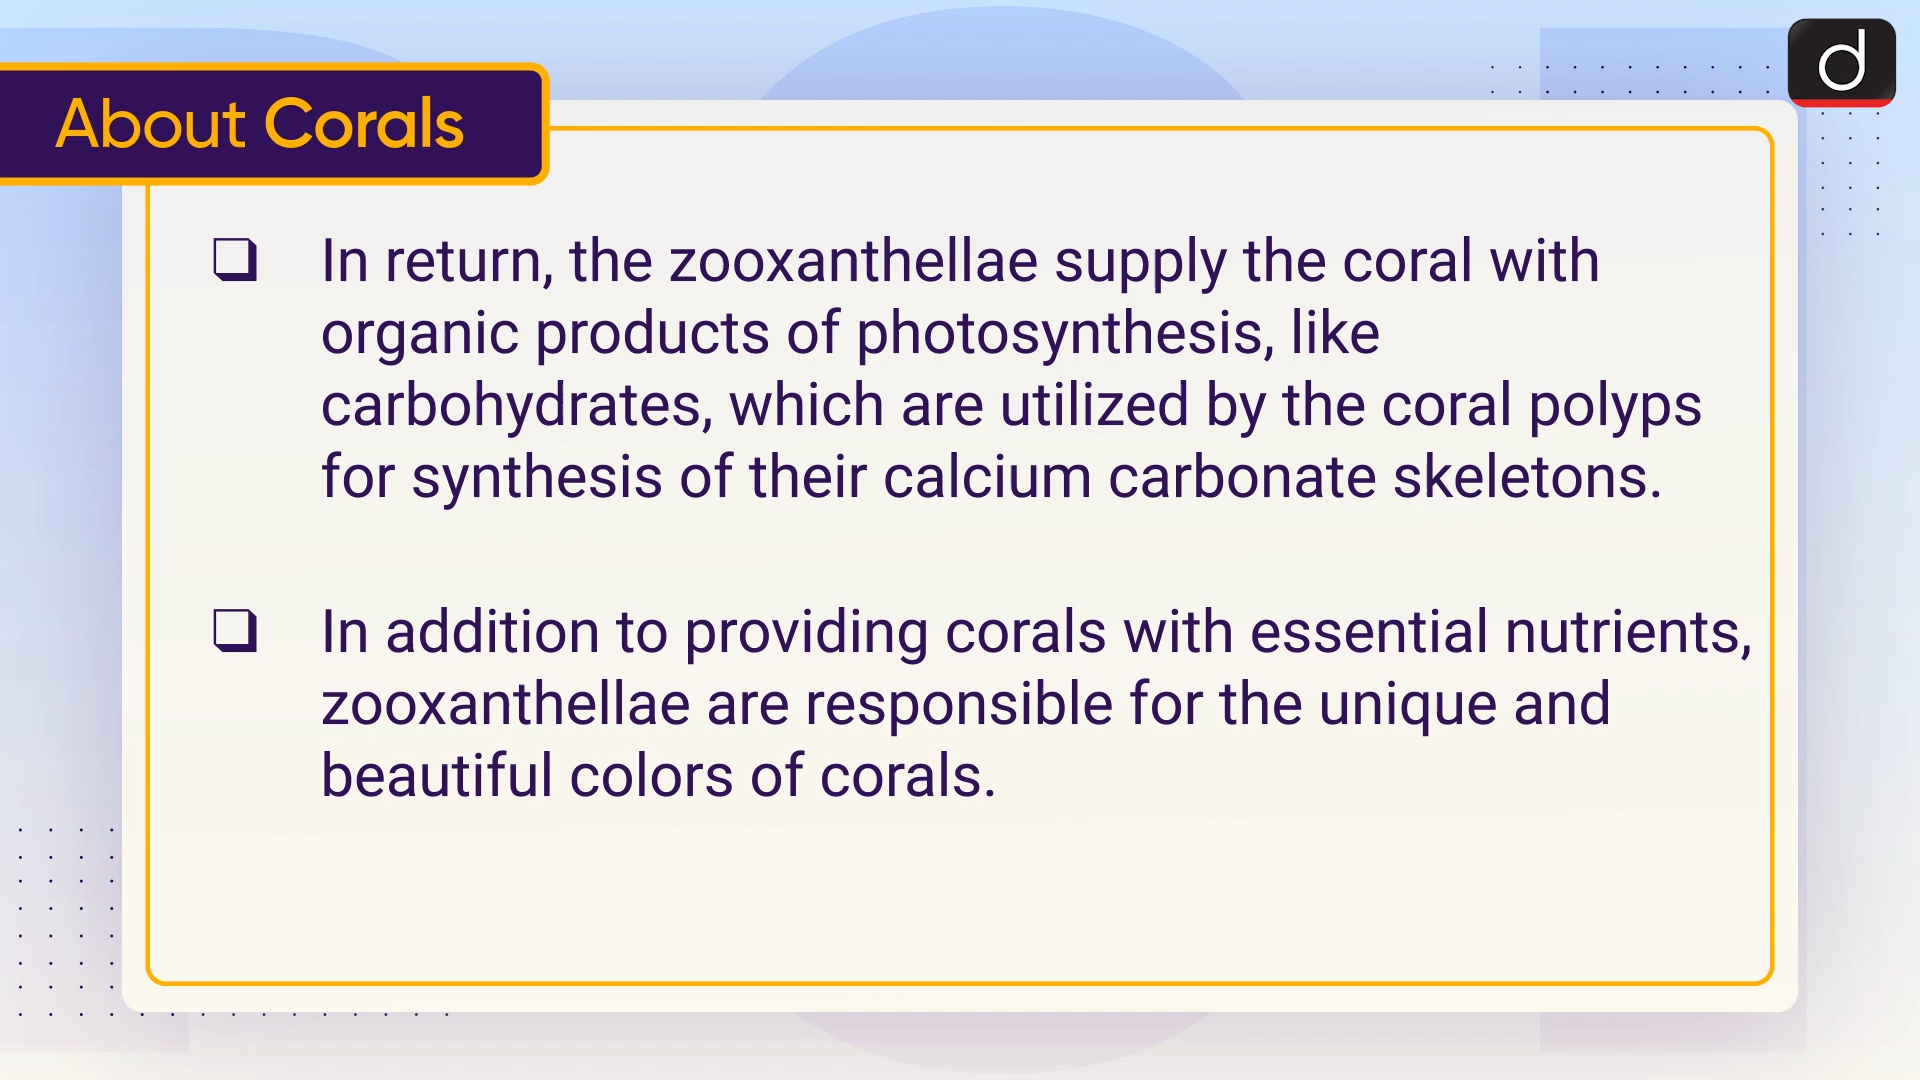 About Corals
❑ In return, the zooxanthellae supply the coral with
organic products of photosynthesis, like
carbohydrates, which are utilized by the coral polyps
for synthesis of their calcium carbonate skeletons.
❑ In addition to providing corals with essential nutrients,
zooxanthellae are responsible for the unique and
beautiful colors of corals.
d